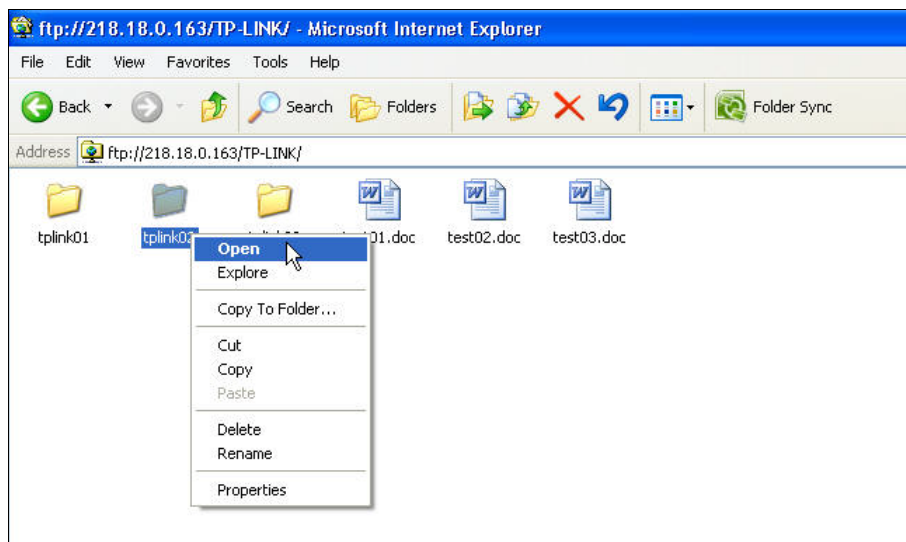 ftp://218.18.0.163/TP-LINK/ - Microsoft Internet Explorer
File Edit View Favorites Tools Help
Back Search Folders Folder Sync
Address ftp://218.18.0.163/TP-LINK/
tplink01 tplink02 01.doc test02.doc test03.doc
Open
Explore
Copy To Folder...
Cut
Copy
Paste
Delete
Rename
Properties